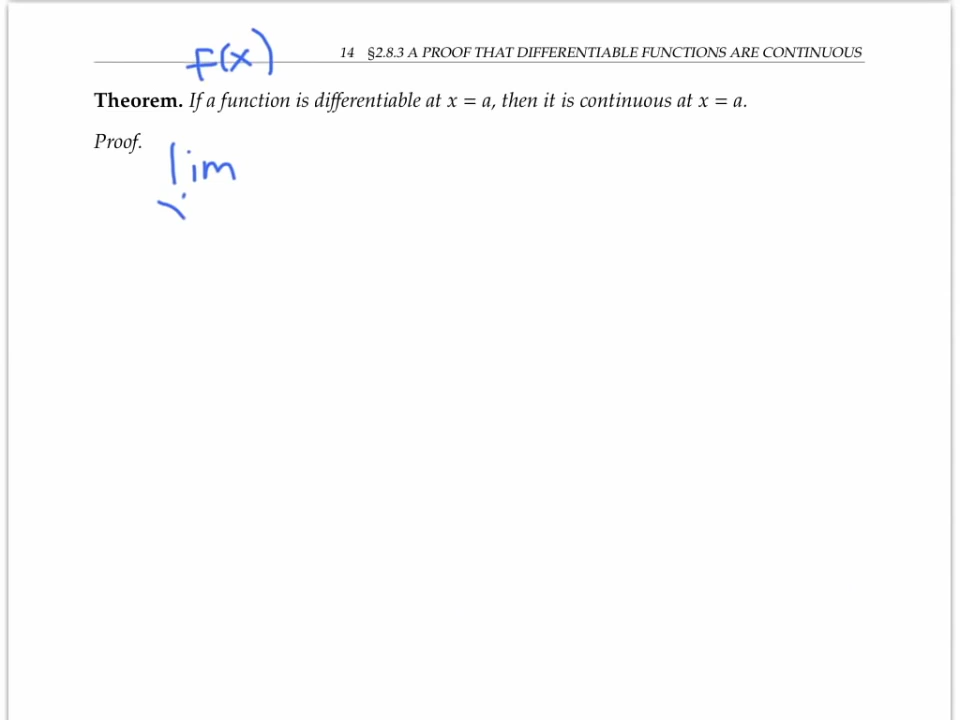 14 §2.8.3 A PROOF THAT DIFFERENTIABLE FUNCTIONS ARE CONTINUOUS
F(x)
Theorem. If a function is differentiable at x = a, then it is continuous at x = a.
Proof.
lim